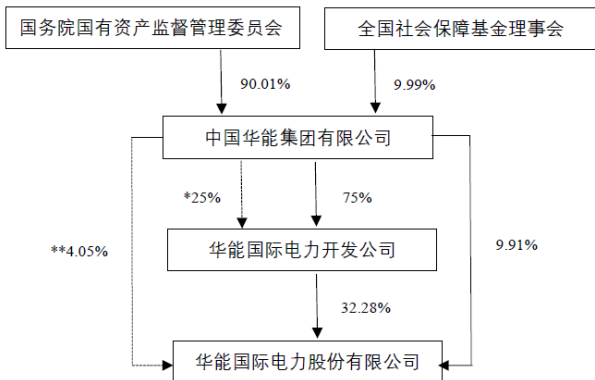 国务院国有资产监督管理委员会
全国社会保障基金理事会
90.01%
9.99%
中国华能集团有限公司
*25%
75%
**4.05%
9.91%
华能国际电力开发公司
32.28%
华能国际电力股份有限公司